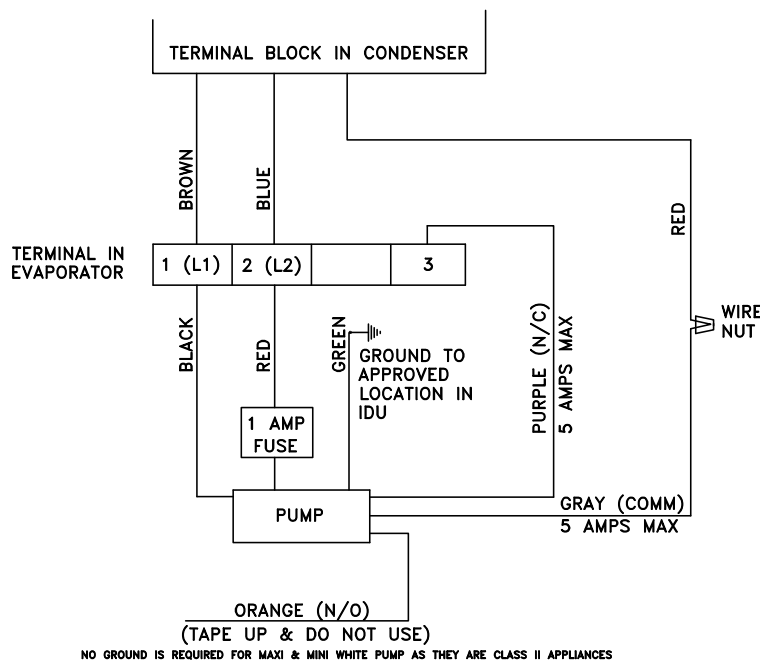 TERMINAL BLOCK IN CONDENSER
BROWN
BLUE
RED
TERMINAL IN
EVAPORATOR
1 (L1)
2 (L2)
3
BLACK
RED
GREEN
GROUND TO
APPROVED
LOCATION IN
IDU
PURPLE (N/C)
5 AMPS MAX
WIRE
NUT
1 AMP
FUSE
PUMP
GRAY (COMM)
5 AMPS MAX
ORANGE (N/O)
(TAPE UP & DO NOT USE)
NO GROUND IS REQUIRED FOR MAXI & MINI WHITE PUMP AS THEY ARE CLASS II APPLIANCES